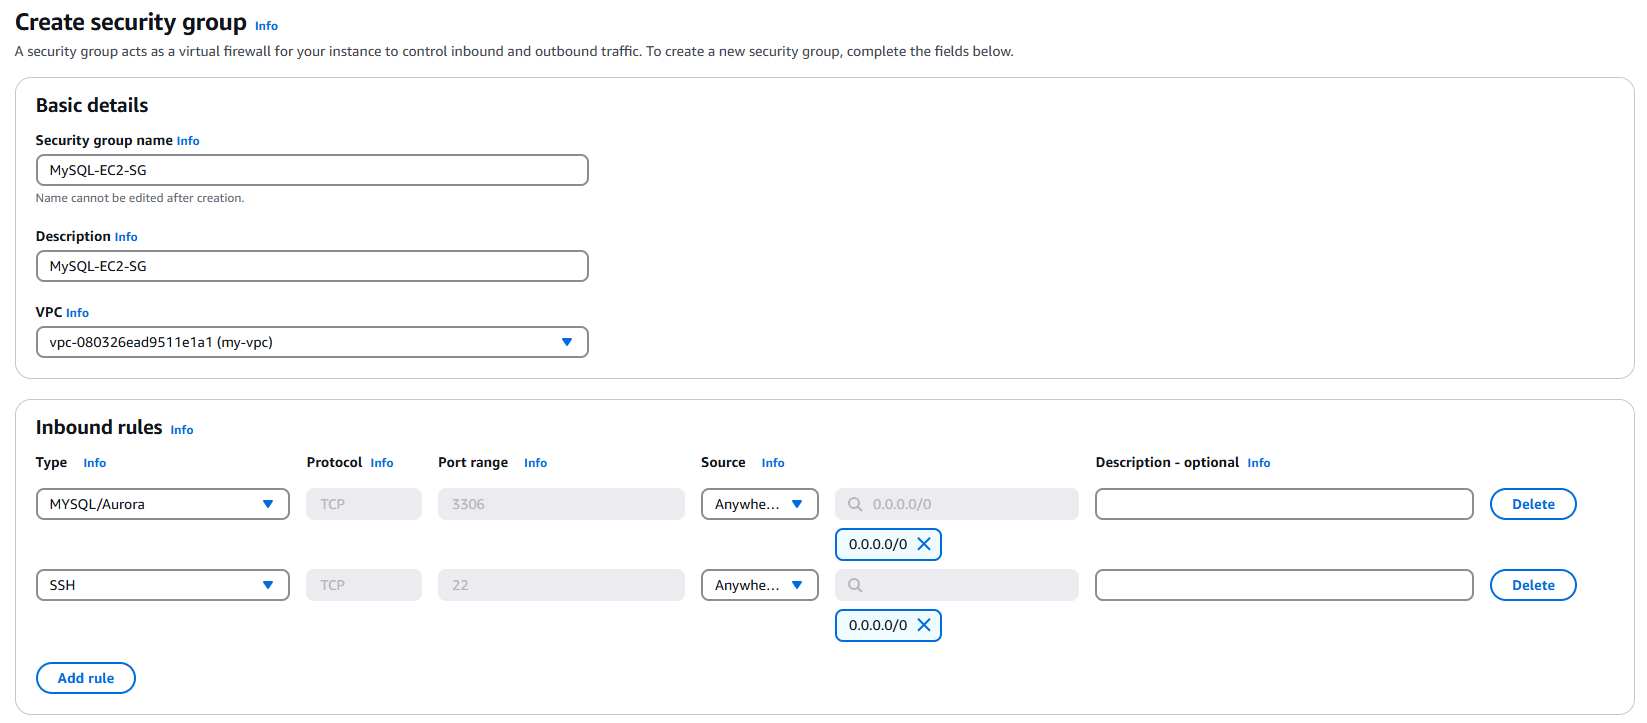 Create security group Info
A security group acts as a virtual firewall for your instance to control inbound and outbound traffic. To create a new security group, complete the fields below.
Basic details
Security group name Info
MySQL-EC2-SG
Name cannot be edited after creation.
Description Info
MySQL-EC2-SG
VPC Info
vpc-080326ead9511e1a1 (my-vpc)
Inbound rules Info
Type Info Protocol Info Port range Info Source Info Description - optional Info
MYSQL/Aurora TCP 3306 Anywhe... 0.0.0.0/0 Delete
0.0.0.0/0
SSH TCP 22 Anywhe... Delete
0.0.0.0/0
Add rule